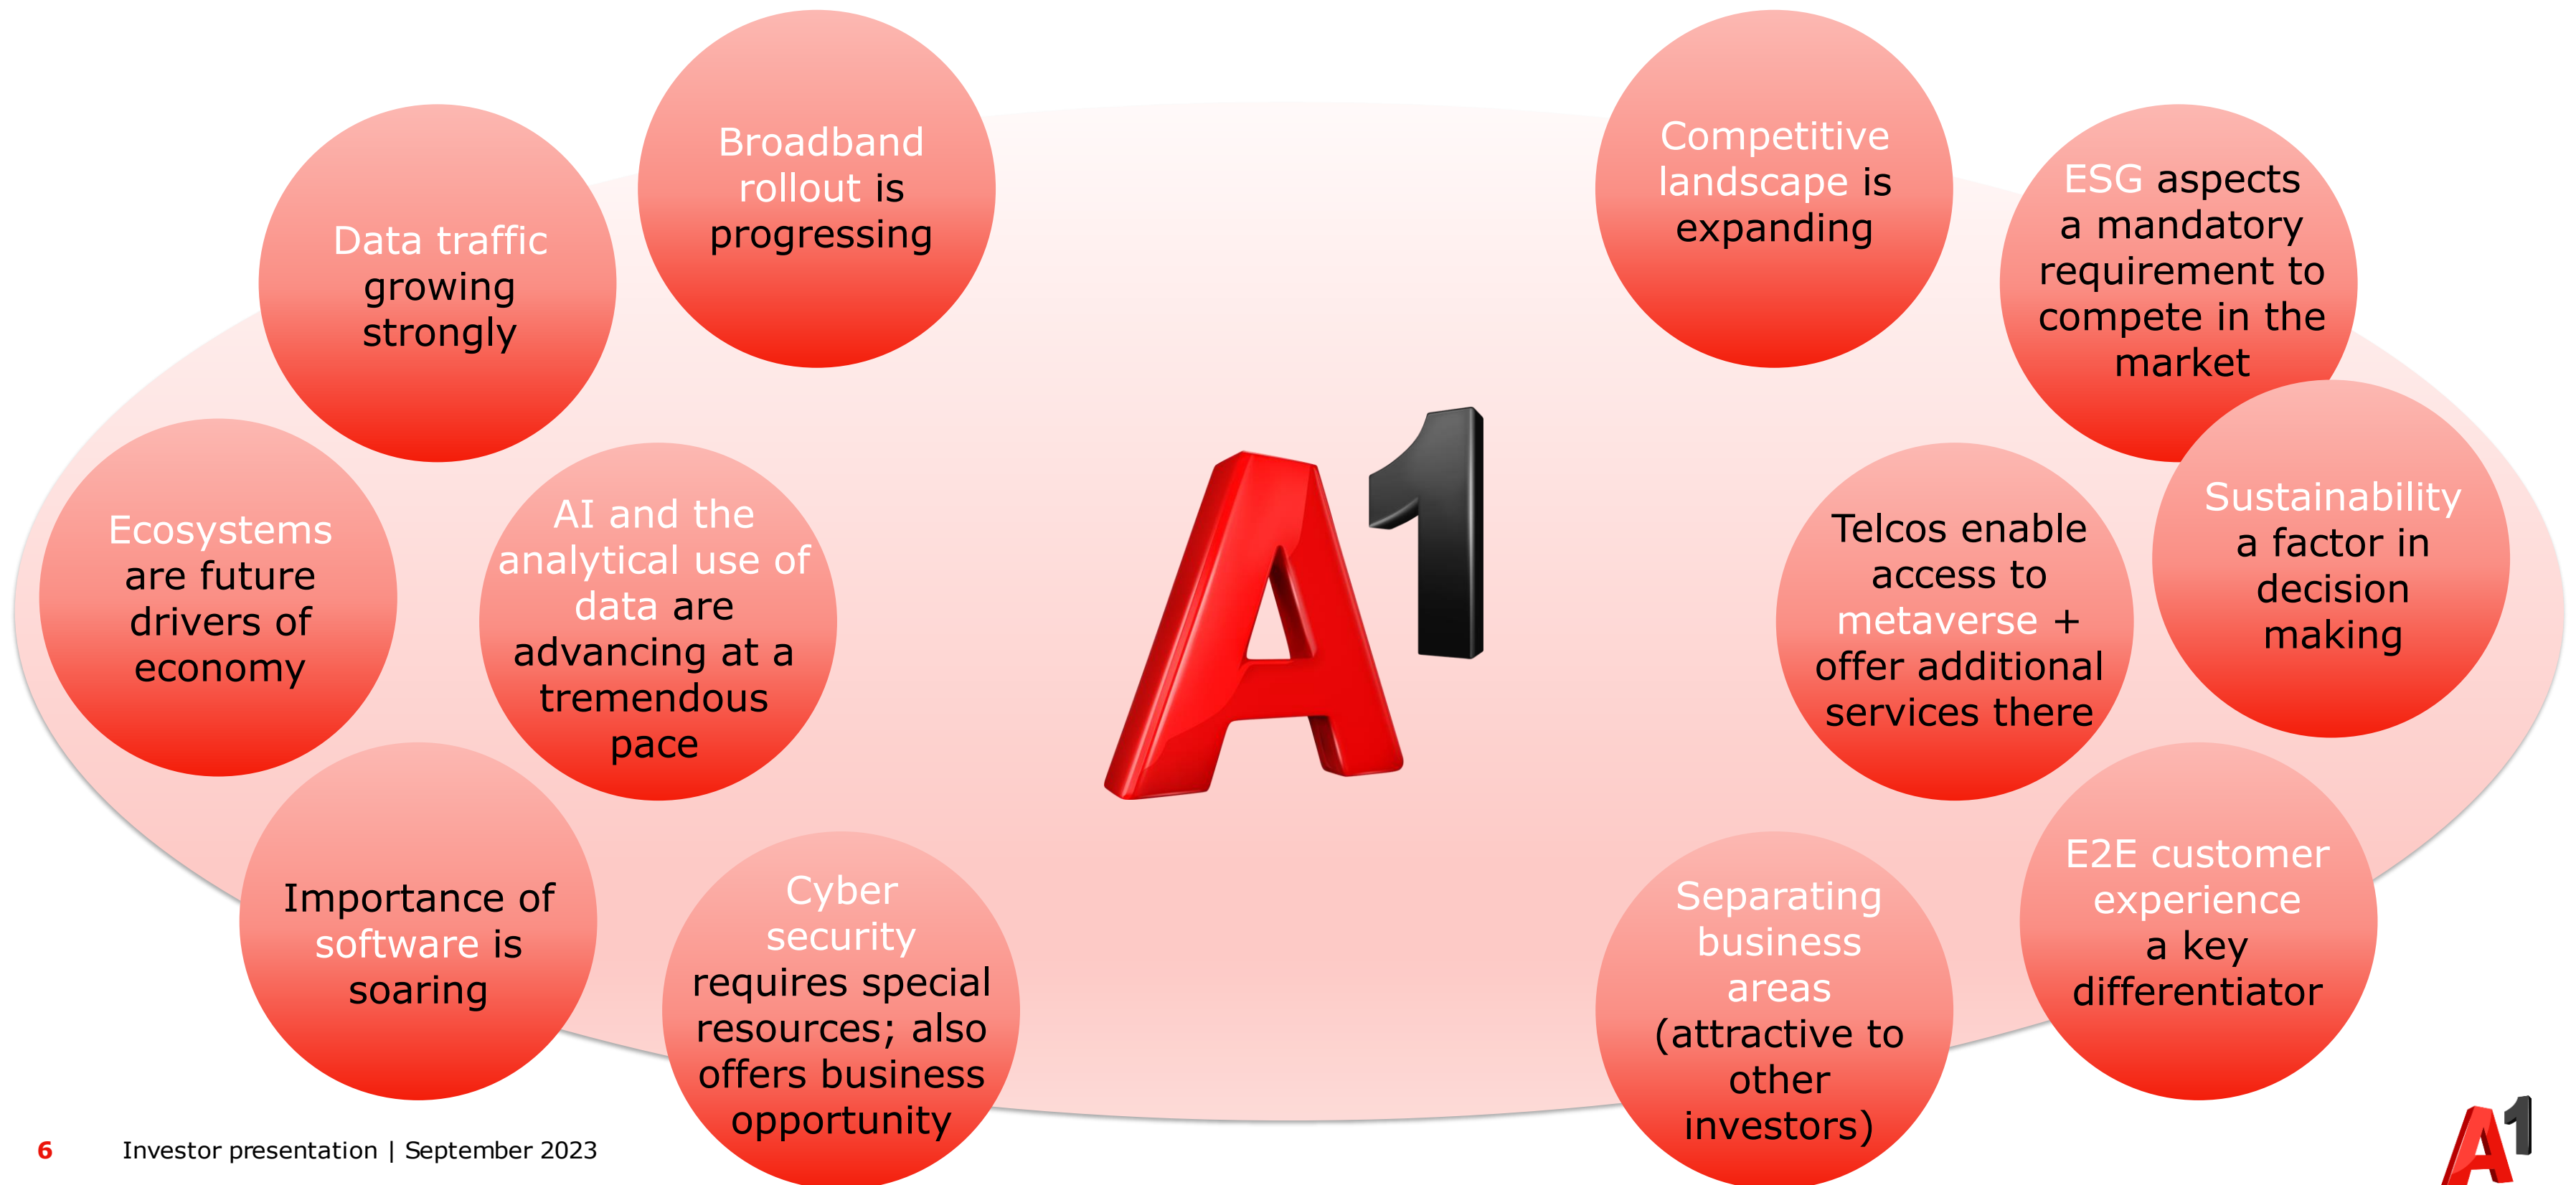 Broadband
rollout is
progressing
Data traffic
growing
strongly
Ecosystems
are future
drivers of
economy
AI and the
analytical use of
data are
advancing at a
tremendous
pace
Importance of
software is
soaring
Cyber
security
requires special
resources; also
offers business
opportunity
A1
Competitive
landscape is
expanding
ESG aspects
a mandatory
requirement to
compete in the
market
Telcos enable
access to
metaverse +
offer additional
services there
Sustainability
a factor in
decision
making
E2E customer
experience
a key
differentiator
Separating
business
areas
(attractive to
other
investors)
6 Investor presentation | September 2023
A1